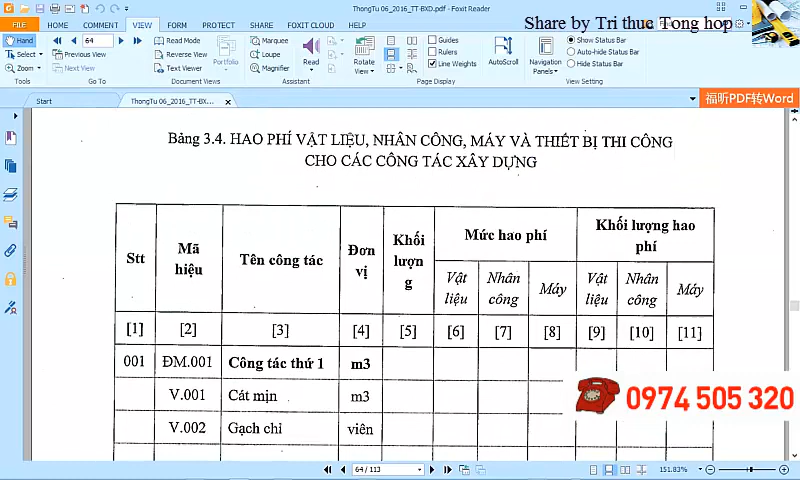 ThongTu 06_2016_TT-BXD.pdf - Foxit Reader
Share by Tri thuc Tong hop
FILE HOME COMMENT VIEW FORM PROTECT SHARE FOXIT CLOUD HELP
Hand
Select
Zoom
Tools
64
Previous View
Next View
Go To
Read Mode
Reverse View
Text Viewer
Portfolio
Document Views
Marquee
Loupe
Magnifier
Assistant
Read
Rotate View
Page Display
Guides
Rulers
Line Weights
AutoScroll
Navigation Panels
Show Status Bar
Auto-hide Status Bar
Hide Status Bar
View Setting
Start
ThongTu 06_2016_TT-BX...
福昕PDF转Word
Bảng 3.4. HAO PHÍ VẬT LIỆU, NHÂN CÔNG, MÁY VÀ THIẾT BỊ THI CÔNG
CHO CÁC CÔNG TÁC XÂY DỰNG
Stt
Mã hiệu
Tên công tác
Đơn vị
Khối lượng
Mức hao phí
Khối lượng hao phí
Vật liệu Nhân công Máy Vật liệu Nhân công Máy
[1] [2] [3] [4] [5] [6] [7] [8] [9] [10] [11]
001 ĐM.001 Công tác thứ 1 m3
V.001 Cát mịn m3
V.002 Gạch chỉ viên
0974 505 320
64 / 113
151.83%